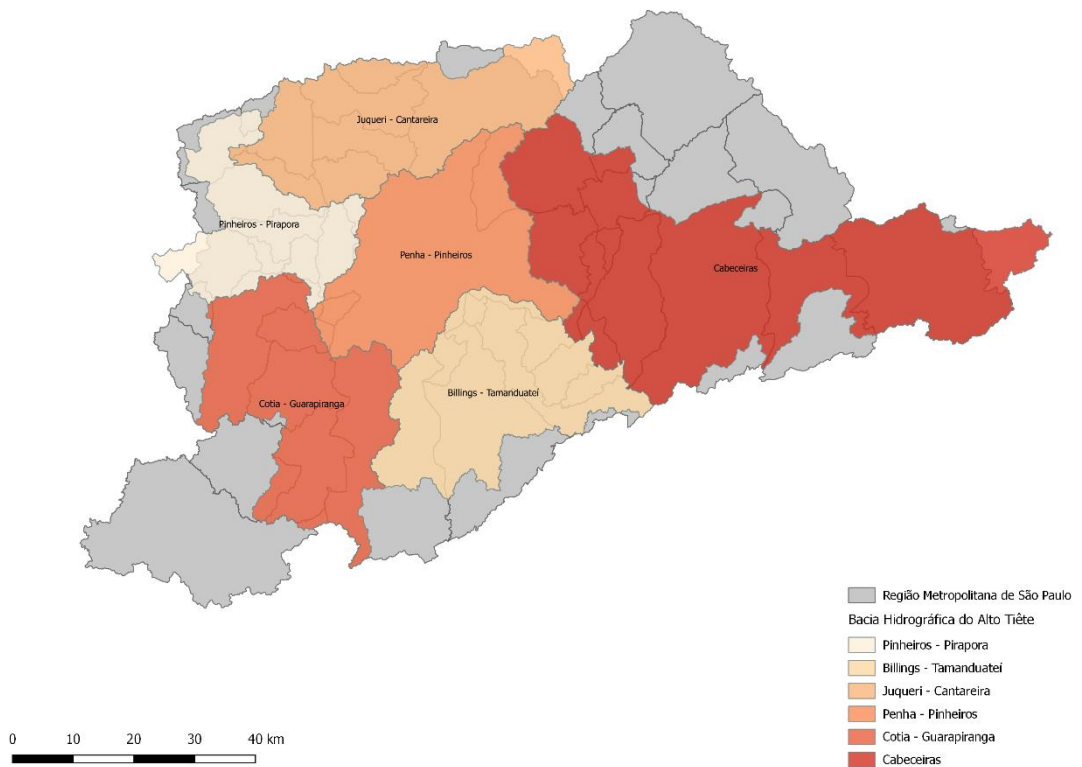 Juqueri - Cantareira
Pinheiros - Pirapora
Penha - Pinheiros
Cabeceiras
Billings - Tamanduateí
Cotia - Guarapiranga
Região Metropolitana de São Paulo
Bacia Hidrográfica do Alto Tiête
Pinheiros - Pirapora
Billings - Tamanduateí
Juqueri - Cantareira
Penha - Pinheiros
Cotia - Guarapiranga
Cabeceiras
0 10 20 30 40 km